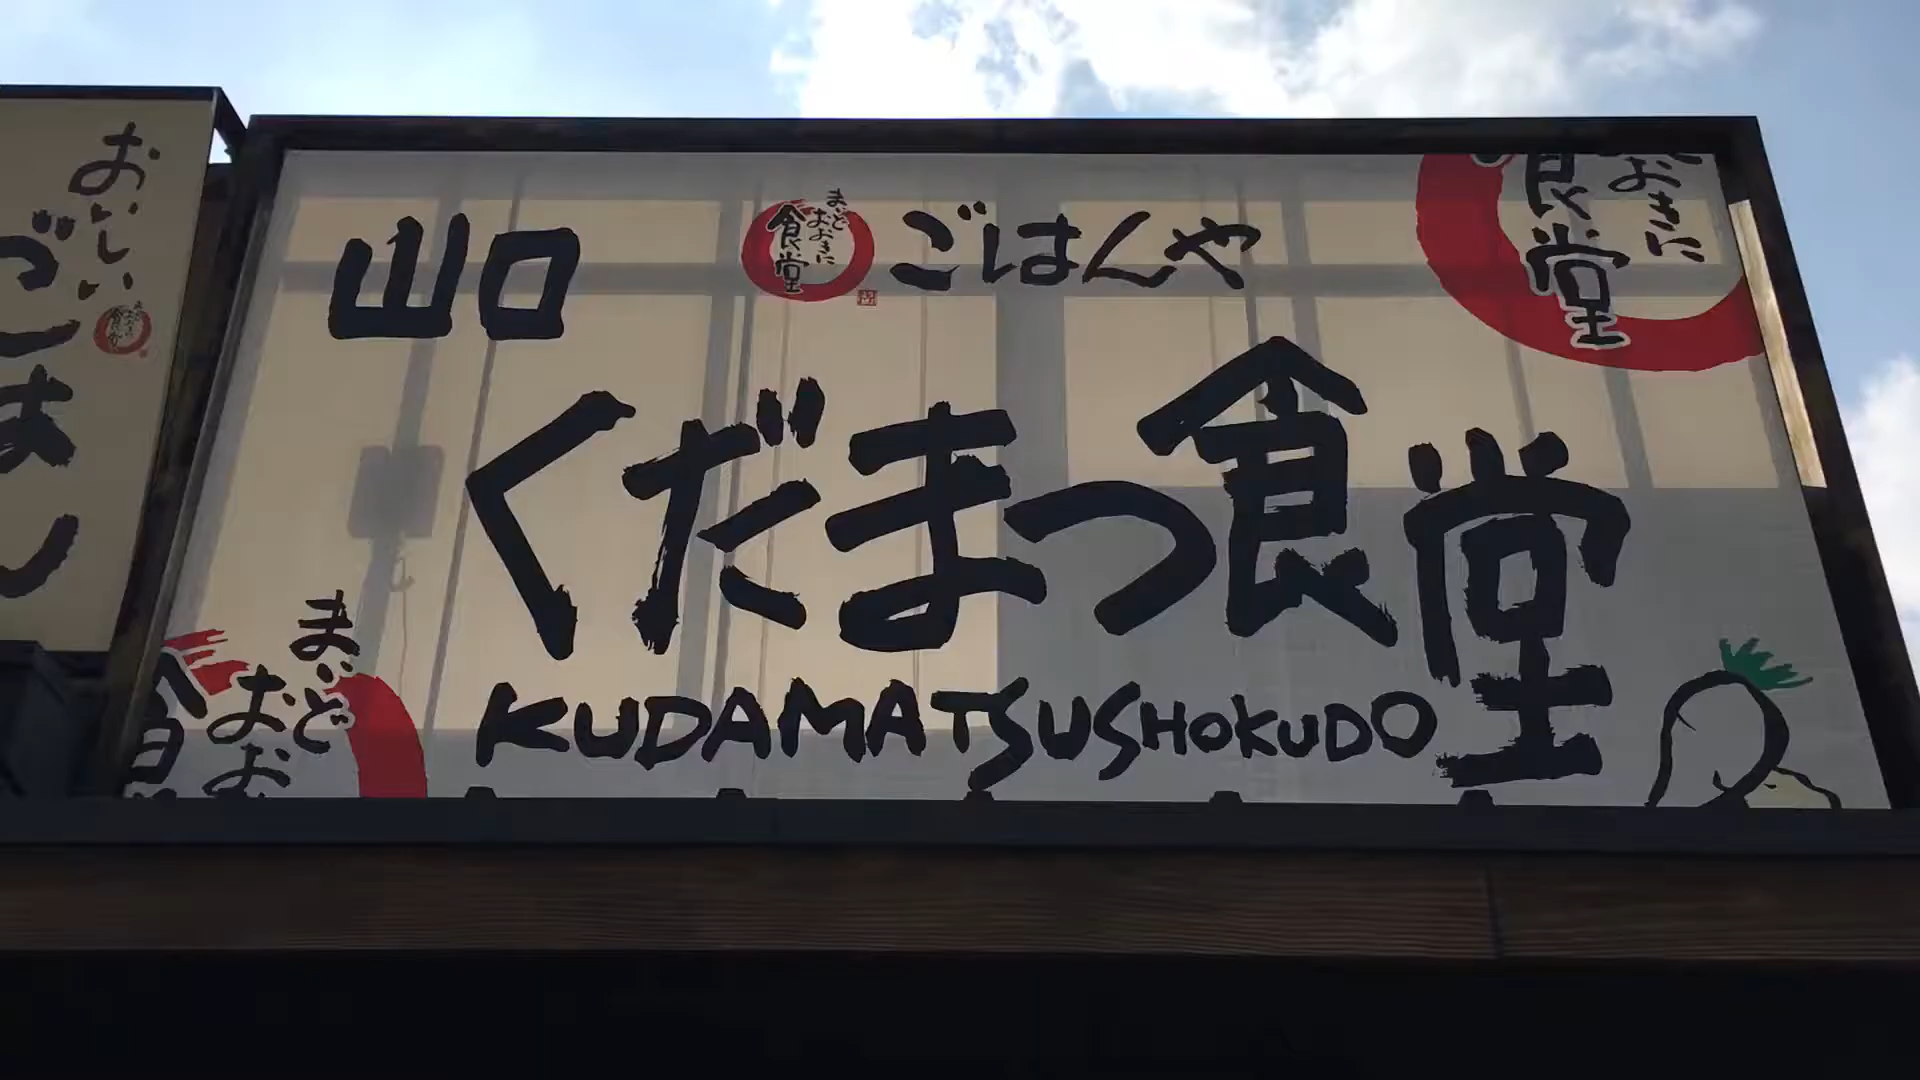 おいしい
ごはん
山口
まいど
おおきに
食堂
ごはんや
おおきに
食堂
くだまつ食堂
KUDAMATSUSHOKUDO
まいど
おお